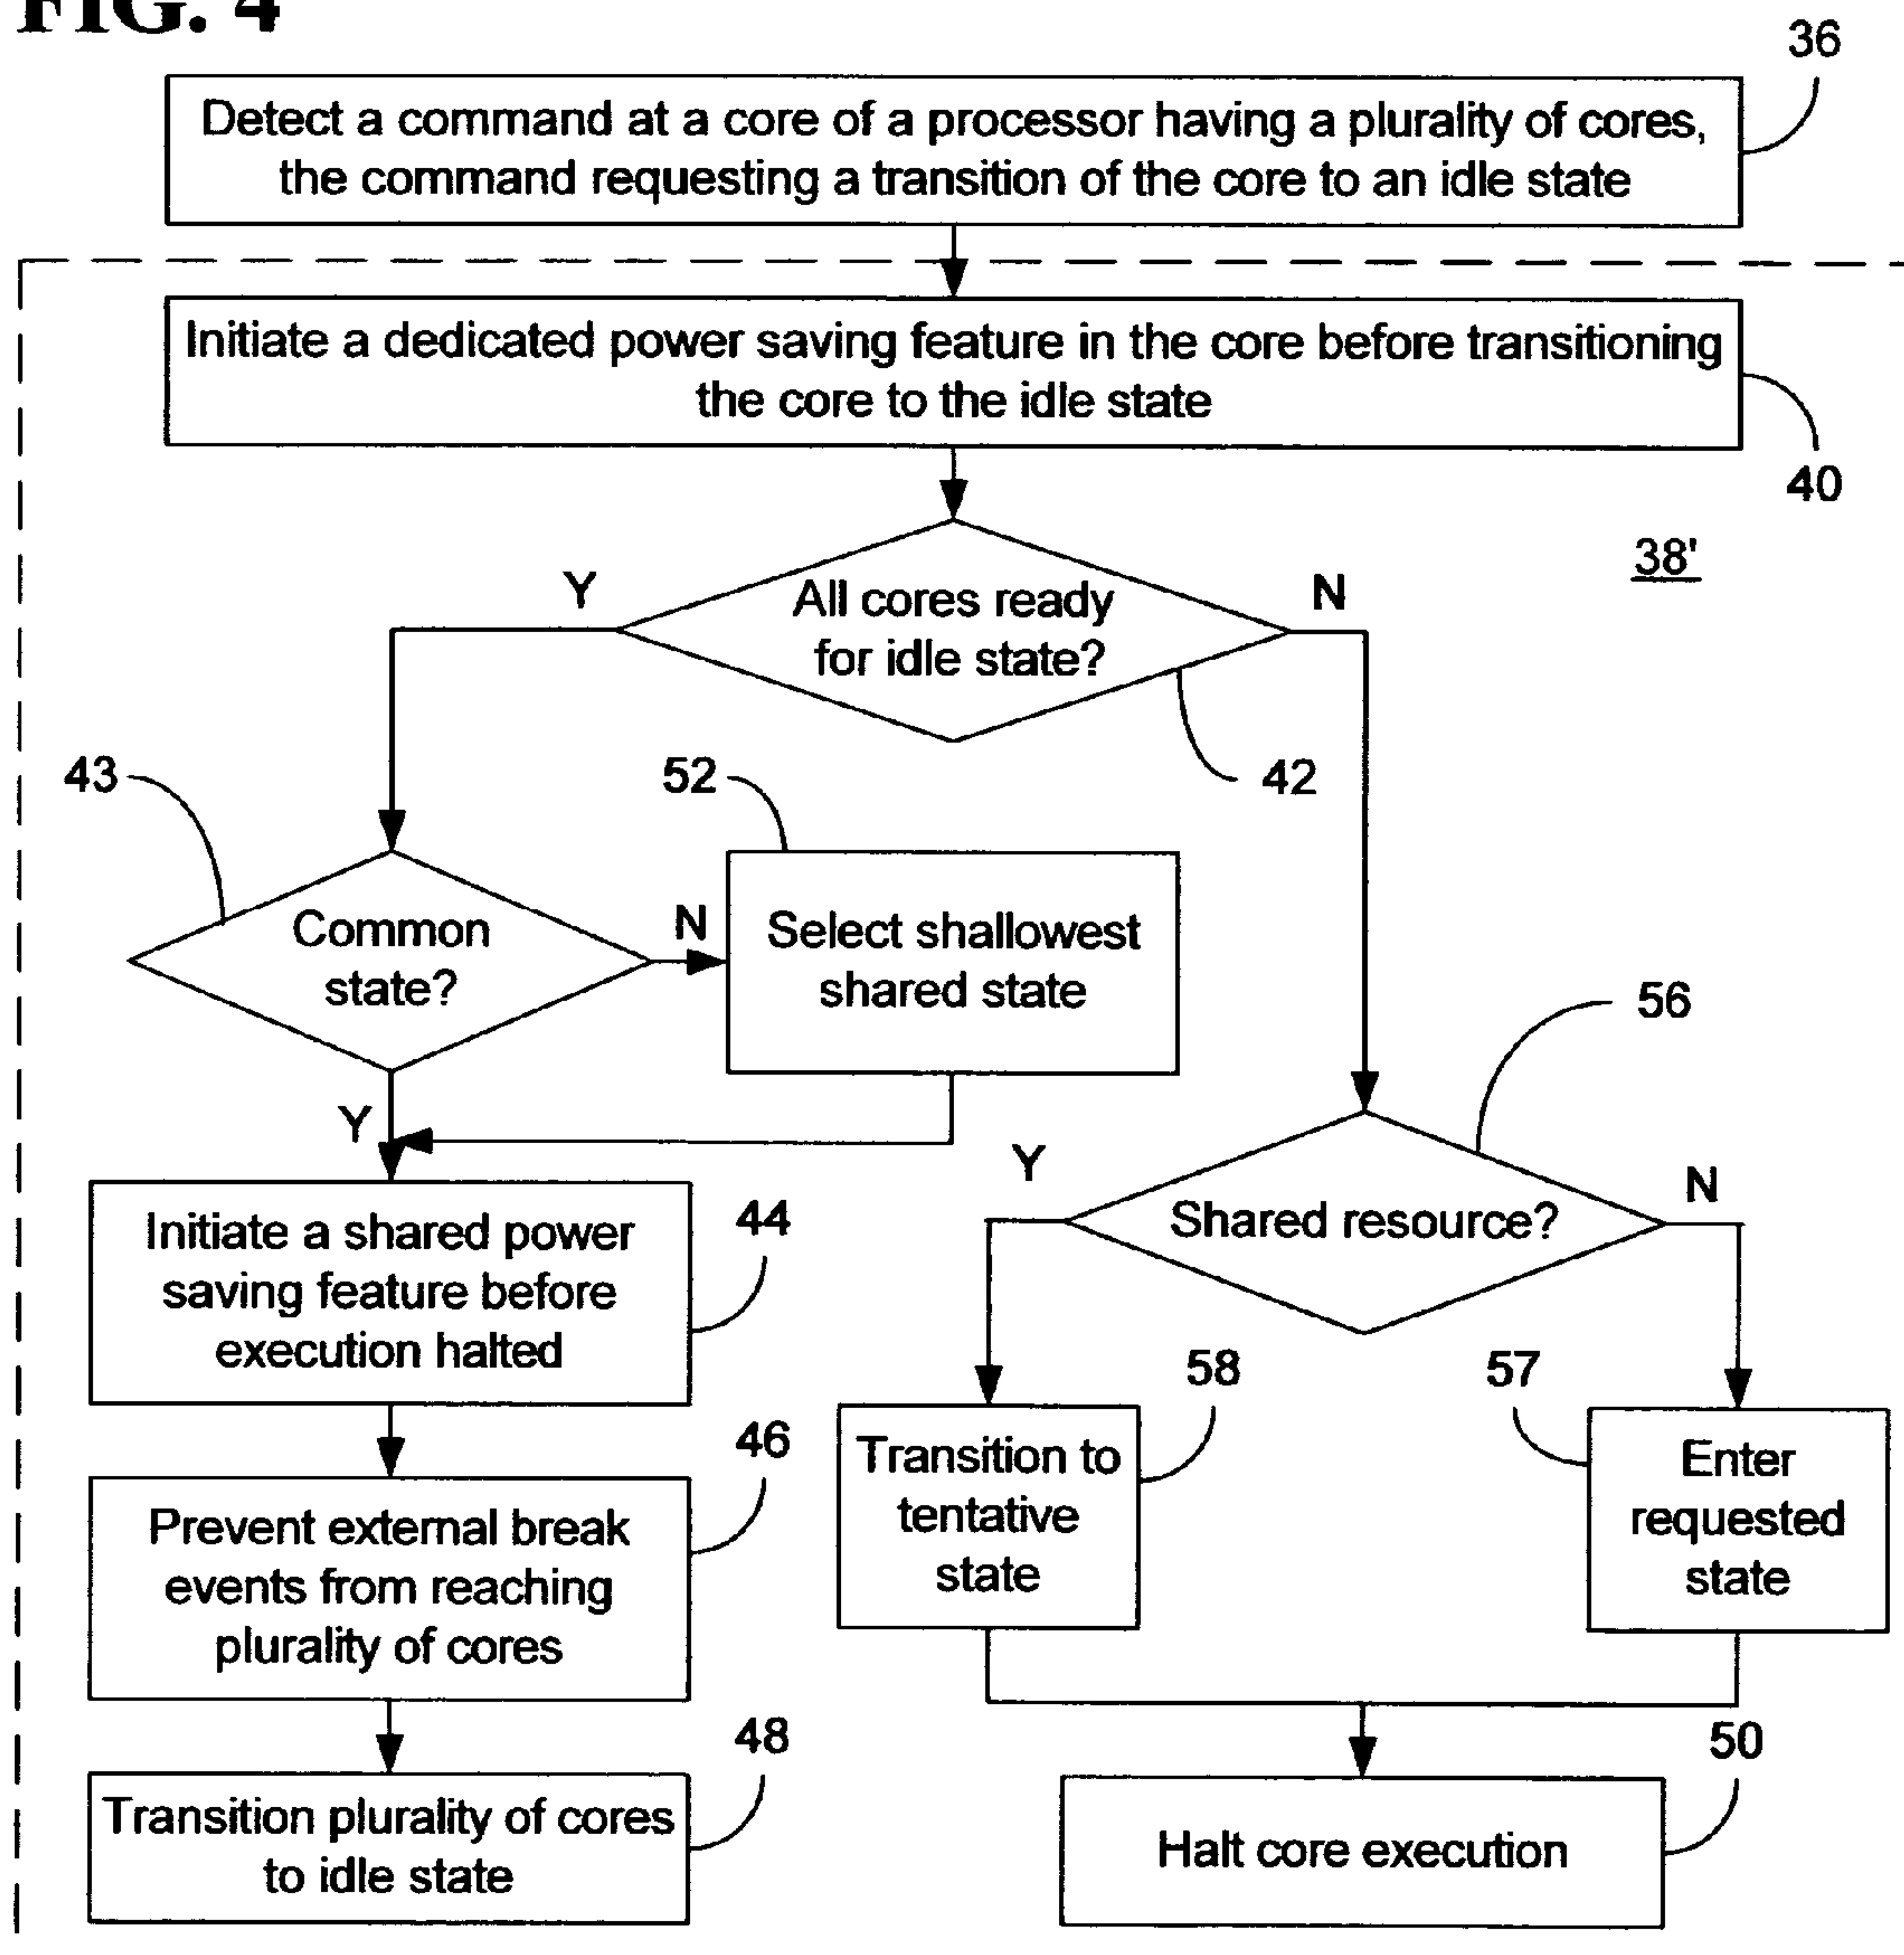 FIG. 4
36
Detect a command at a core of a processor having a plurality of cores,
the command requesting a transition of the core to an idle state
Initiate a dedicated power saving feature in the core before transitioning
the core to the idle state
40
38'
Y
All cores ready
for idle state?
N
42
43
52
Common
state?
N
Select shallowest
shared state
56
Y
Y
Shared resource?
N
Initiate a shared power
saving feature before
execution halted
44
58
57
Transition to
tentative
state
Enter
requested
state
46
Prevent external break
events from reaching
plurality of cores
48
50
Transition plurality of cores
to idle state
Halt core execution